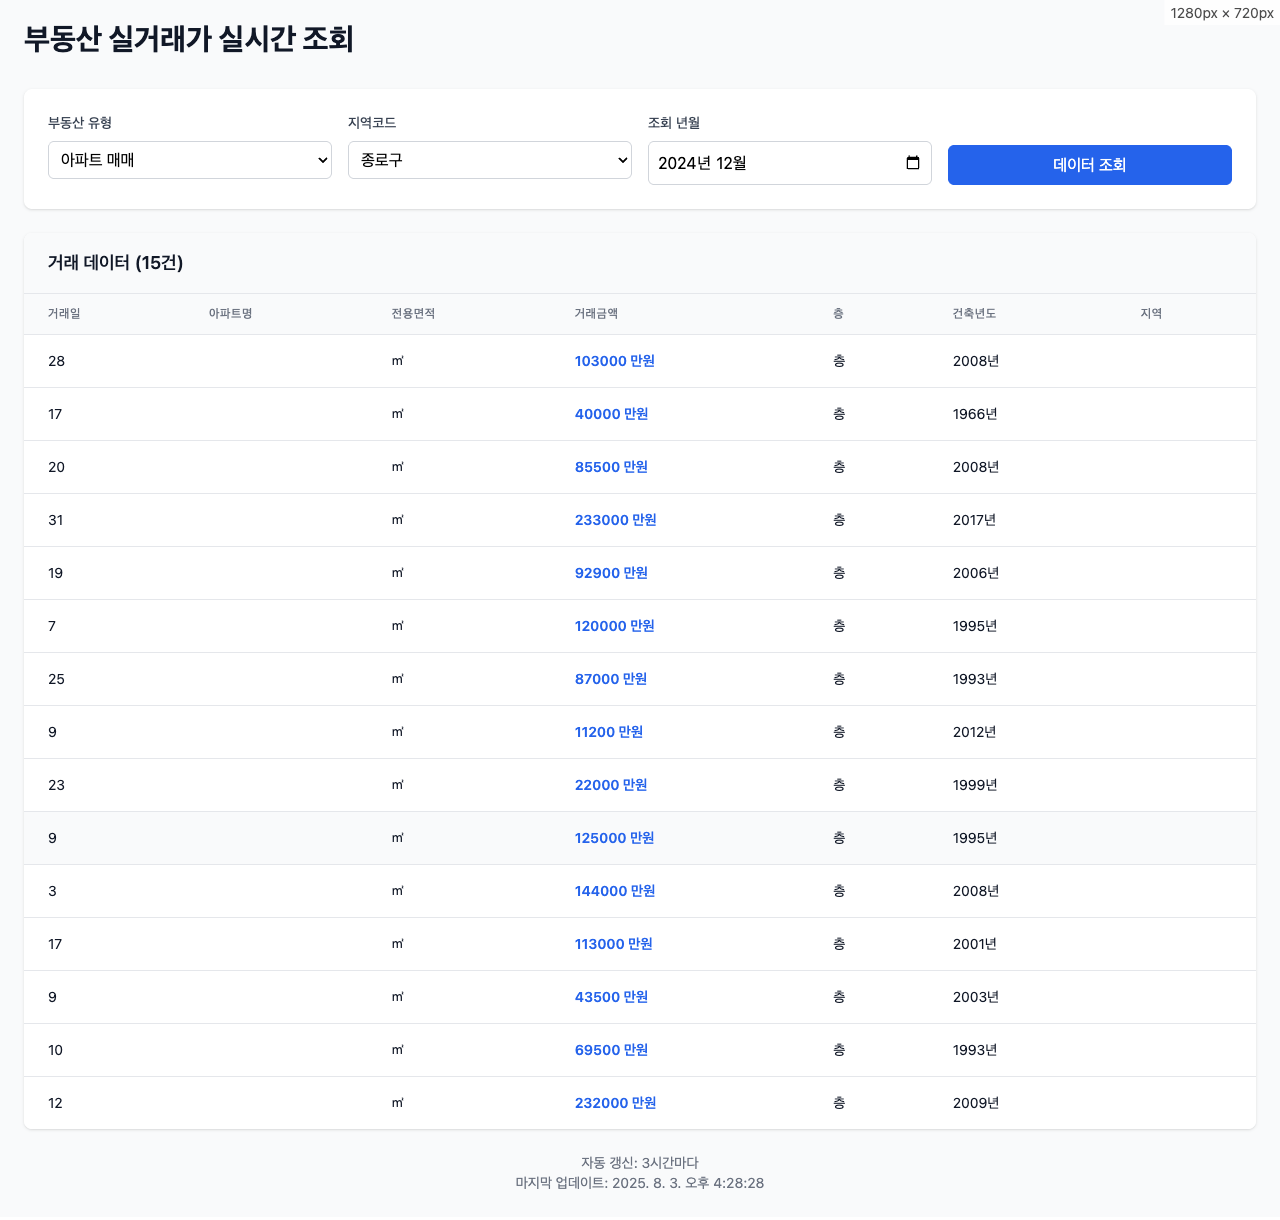 1280px × 720px
부동산 실거래가 실시간 조회
부동산 유형 지역코드 조회 년월
아파트 매매 종로구 2024년 12월 데이터 조회
거래 데이터 (15건)
거래일 아파트명 전용면적 거래금액 층 건축년도 지역
28 ㎡ 103000 만원 층 2008년
17 ㎡ 40000 만원 층 1966년
20 ㎡ 85500 만원 층 2008년
31 ㎡ 233000 만원 층 2017년
19 ㎡ 92900 만원 층 2006년
7 ㎡ 120000 만원 층 1995년
25 ㎡ 87000 만원 층 1993년
9 ㎡ 11200 만원 층 2012년
23 ㎡ 22000 만원 층 1999년
9 ㎡ 125000 만원 층 1995년
3 ㎡ 144000 만원 층 2008년
17 ㎡ 113000 만원 층 2001년
9 ㎡ 43500 만원 층 2003년
10 ㎡ 69500 만원 층 1993년
12 ㎡ 232000 만원 층 2009년
자동 갱신: 3시간마다
마지막 업데이트: 2025. 8. 3. 오후 4:28:28